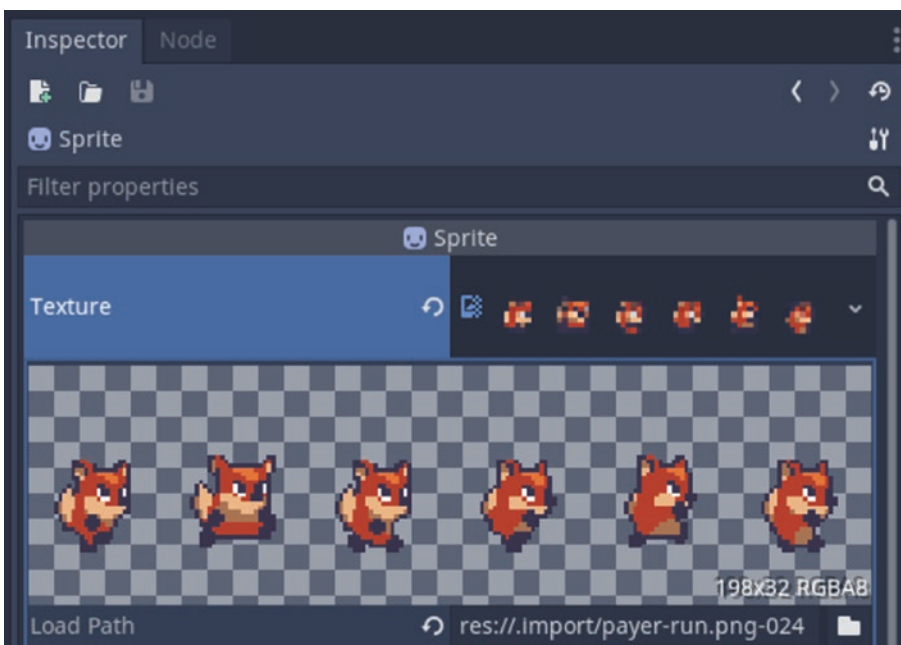 Inspector Node
Sprite
Filter properties
Sprite
Texture
198x32 RGBA8
Load Path res://.import/payer-run.png-024